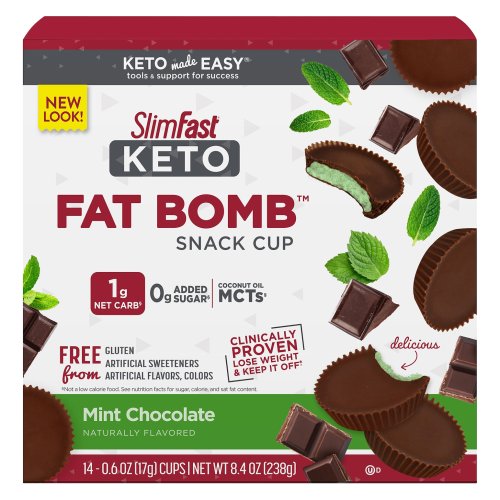 KETO made EASY®
tools & support for success
NEW
LOOK!
SlimFast
KETO
FAT BOMB™
SNACK CUP
1g
NET CARB§
0g ADDED
SUGAR§
COCONUT OIL
MCTs§
FREE from
GLUTEN
ARTIFICIAL SWEETENERS
ARTIFICIAL FLAVORS, COLORS
CLINICALLY
PROVEN
LOSE WEIGHT
& KEEP IT OFF
delicious
Not a low calorie food. See nutrition facts for sugar, calorie, and sat fat content.
Mint Chocolate
NATURALLY FLAVORED
14 - 0.6 OZ (17g) CUPS | NET WT 8.4 OZ (238g)
U D